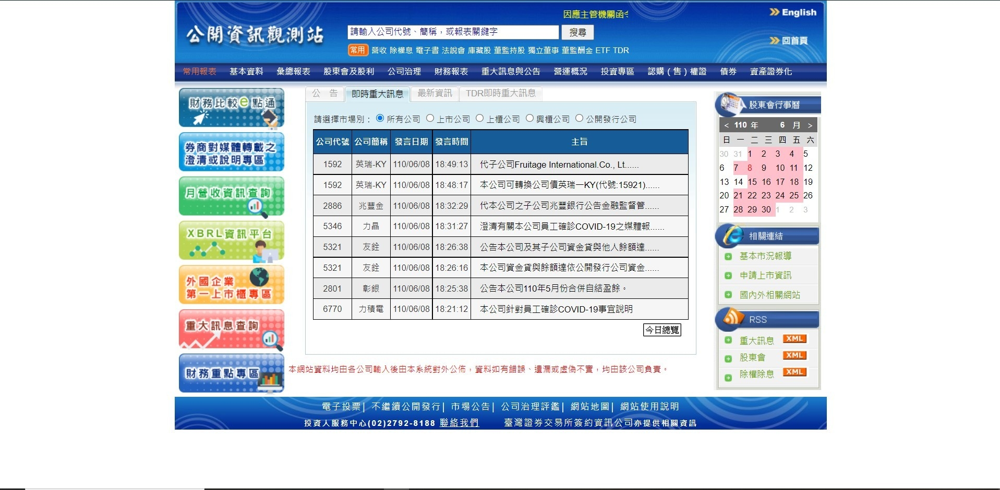 因應主管機關函
English
公開資訊觀測站
請輸入公司代號、簡稱，或報表關鍵字
搜尋
回首頁
常用 營收 除權息 電子書 法說會 庫藏股 董監持股 獨立董事 董監酬金 ETF TDR
常用報表 基本資料 彙總報表 股東會及股利 公司治理 財務報表 重大訊息與公告 營運概況 投資專區 認購（售）權證 債券 資產證券化
財務比較e點通
券商對媒體轉載之
澄清或說明專區
月營收資訊查詢
XBRL資訊平台
外國企業
第一上市櫃專區
重大訊息查詢
財務重點專區
公 告 即時重大訊息 最新資訊 TDR即時重大訊息
請選擇市場別： 所有公司 上市公司 上櫃公司 興櫃公司 公開發行公司
公司代號 公司簡稱 發言日期 發言時間 主旨
1592 英瑞-KY 110/06/08 18:49:13 代子公司Fruitage International.Co., Lt......
1592 英瑞-KY 110/06/08 18:48:17 本公司可轉換公司債英瑞一KY(代號:15921)......
2886 兆豐金 110/06/08 18:32:29 代本公司之子公司兆豐銀行公告金融監督管......
5346 力晶 110/06/08 18:31:27 澄清有關本公司員工確診COVID-19之媒體報......
5321 友銓 110/06/08 18:26:38 公告本公司及其子公司資金貸與他人餘額達......
5321 友銓 110/06/08 18:26:16 本公司資金貸與餘額達依公開發行公司資金......
2801 彰銀 110/06/08 18:25:38 公告本公司110年5月份合併自結盈餘。
6770 力積電 110/06/08 18:21:12 本公司針對員工確診COVID-19事宜說明
今日總覽
本網站資料均由各公司輸入後由本系統對外公佈，資料如有錯誤、遺漏或虛偽不實，均由該公司負責。
股東會行事曆
< 110 年 6 月 >
日 一 二 三 四 五 六
30 31 1 2 3 4 5
6 7 8 9 10 11 12
13 14 15 16 17 18 19
20 21 22 23 24 25 26
27 28 29 30 1 2 3
相關連結
基本市況報導
申請上市資訊
國內外相關網站
RSS
重大訊息 XML
股東會 XML
除權除息 XML
電子投票| 不繼續公開發行| 市場公告| 公司治理評鑑| 網站地圖| 網站使用說明
投資人服務中心(02)2792-8188 聯絡我們 臺灣證券交易所簽約資訊公司亦提供相關資訊